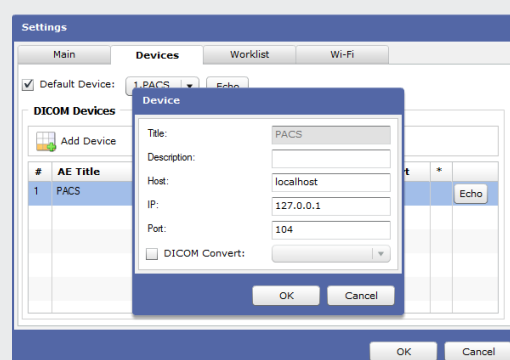 Settings
Main Devices Worklist Wi-Fi
Default Device: 1-PACS Echo
Device
DICOM Devices
Add Device
Title: PACS
Description:
# AE Title Host: localhost rt *
1 PACS IP: 127.0.0.1 Echo
Port: 104
DICOM Convert:
OK Cancel
OK Cancel